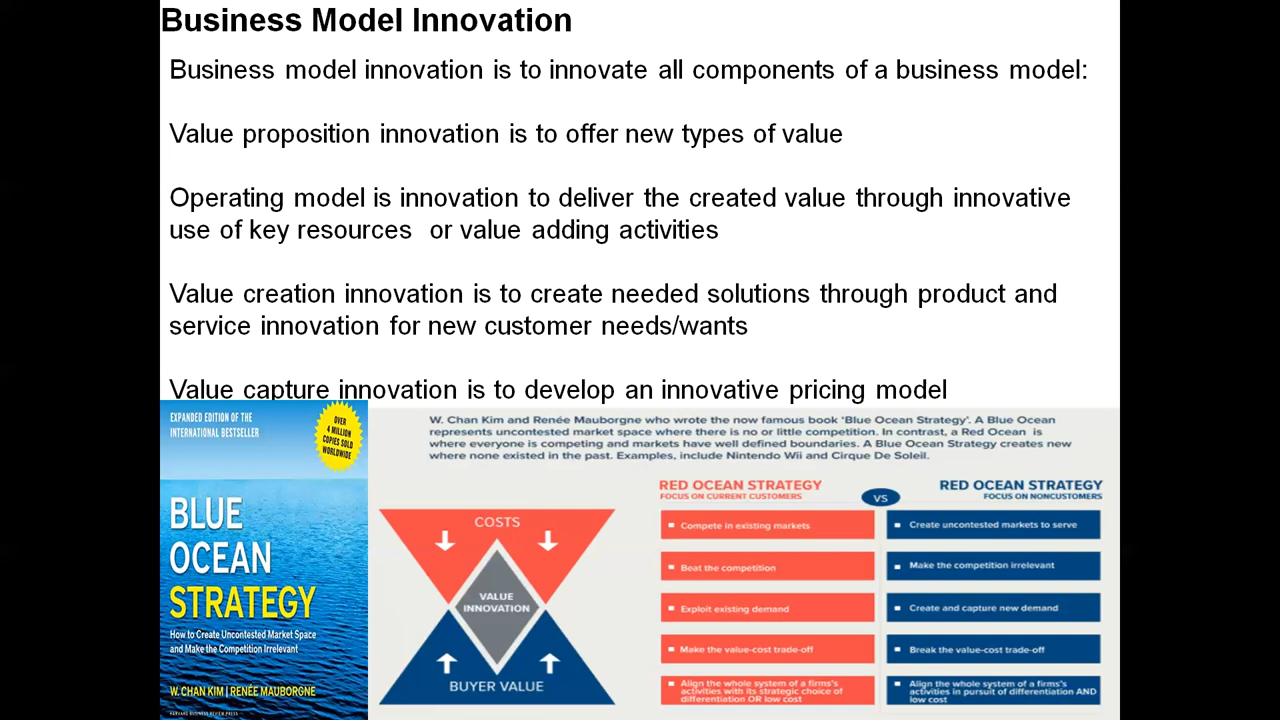 Business Model Innovation
Business model innovation is to innovate all components of a business model:
Value proposition innovation is to offer new types of value
Operating model is innovation to deliver the created value through innovative
use of key resources or value adding activities
Value creation innovation is to create needed solutions through product and
service innovation for new customer needs/wants
Value capture innovation is to develop an innovative pricing model
EXPANDED EDITION OF THE
INTERNATIONAL BESTSELLER
OVER
4 MILLION
COPIES SOLD
WORLDWIDE
BLUE
OCEAN
STRATEGY
How to Create Uncontested Market Space
and Make the Competition Irrelevant
W. CHAN KIM | RENÉE MAUBORGNE
HARVARD BUSINESS REVIEW PRESS
W. Chan Kim and Renée Mauborgne who wrote the now famous book 'Blue Ocean Strategy'. A Blue Ocean
represents uncontested market space where there is no or little competition. In contrast, a Red Ocean is
where everyone is competing and markets have well defined boundaries. A Blue Ocean Strategy creates new
where none existed in the past. Examples, include Nintendo Wii and Cirque De Soleil.
COSTS
VALUE
INNOVATION
BUYER VALUE
RED OCEAN STRATEGY
FOCUS ON CURRENT CUSTOMERS
VS
RED OCEAN STRATEGY
FOCUS ON NONCUSTOMERS
Compete in existing markets
Create uncontested markets to serve
Beat the competition
Make the competition irrelevant
Exploit existing demand
Create and capture new demand
Make the value-cost trade-off
Break the value-cost trade-off
Align the whole system of a firms's
activities with its strategic choice of
differentiation OR low cost
Align the whole system of a firms's
activities in pursuit of differentiation AND
low cost